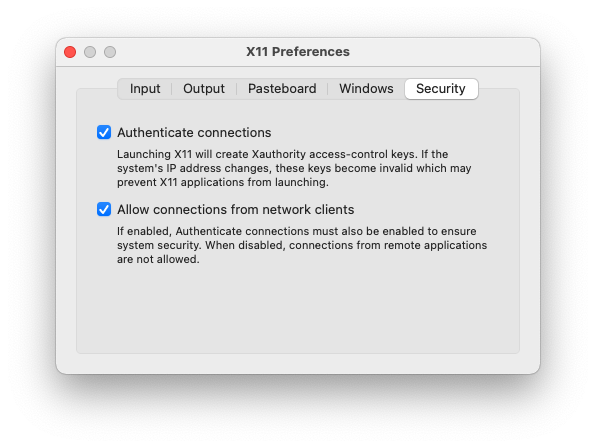 X11 Preferences
Input Output Pasteboard Windows Security
Authenticate connections
Launching X11 will create Xauthority access-control keys. If the
system's IP address changes, these keys become invalid which may
prevent X11 applications from launching.
Allow connections from network clients
If enabled, Authenticate connections must also be enabled to ensure
system security. When disabled, connections from remote applications
are not allowed.